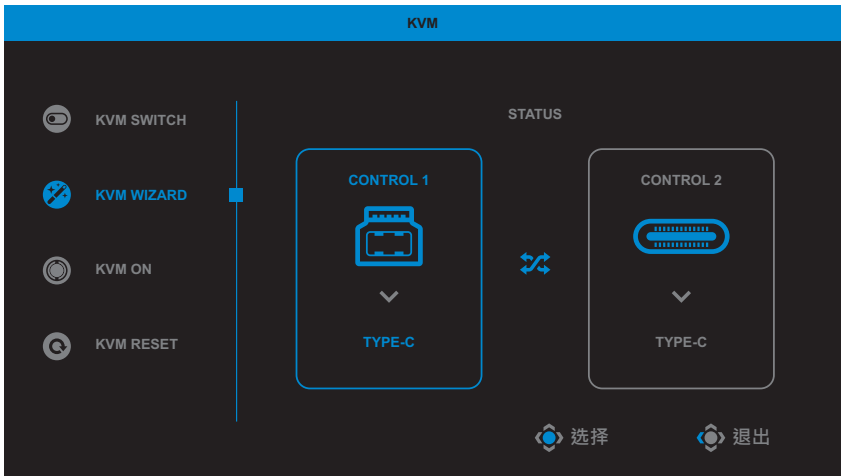 KVM
KVM SWITCH
KVM WIZARD
KVM ON
KVM RESET
STATUS
CONTROL 1
TYPE-C
CONTROL 2
TYPE-C
选择
退出